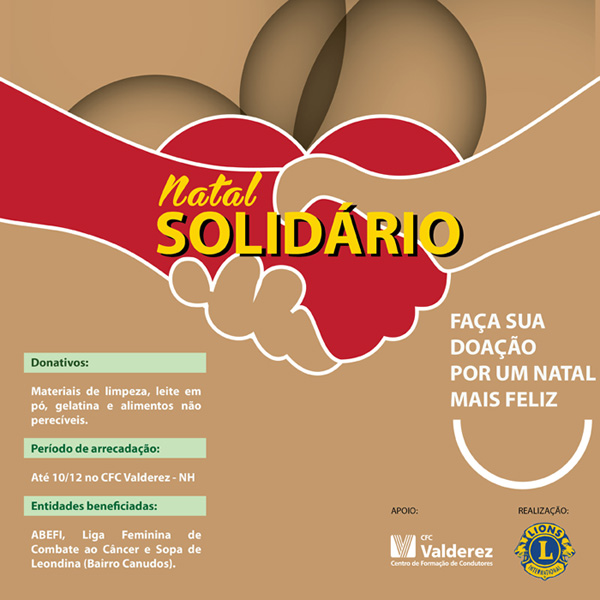 Natal
SOLIDÁRIO
FAÇA SUA
DOAÇÃO
POR UM NATAL
MAIS FELIZ
Donativos:
Materiais de limpeza, leite em
pó, gelatina e alimentos não
perecíveis.
Período de arrecadação:
Até 10/12 no CFC Valderez - NH
Entidades beneficiadas:
ABEFI, Liga Feminina de
Combate ao Câncer e Sopa de
Leondina (Bairro Canudos).
APOIO:
CFC
Valderez
Centro de Formação de Condutores
REALIZAÇÃO:
LIONS
L
INTERNATIONAL